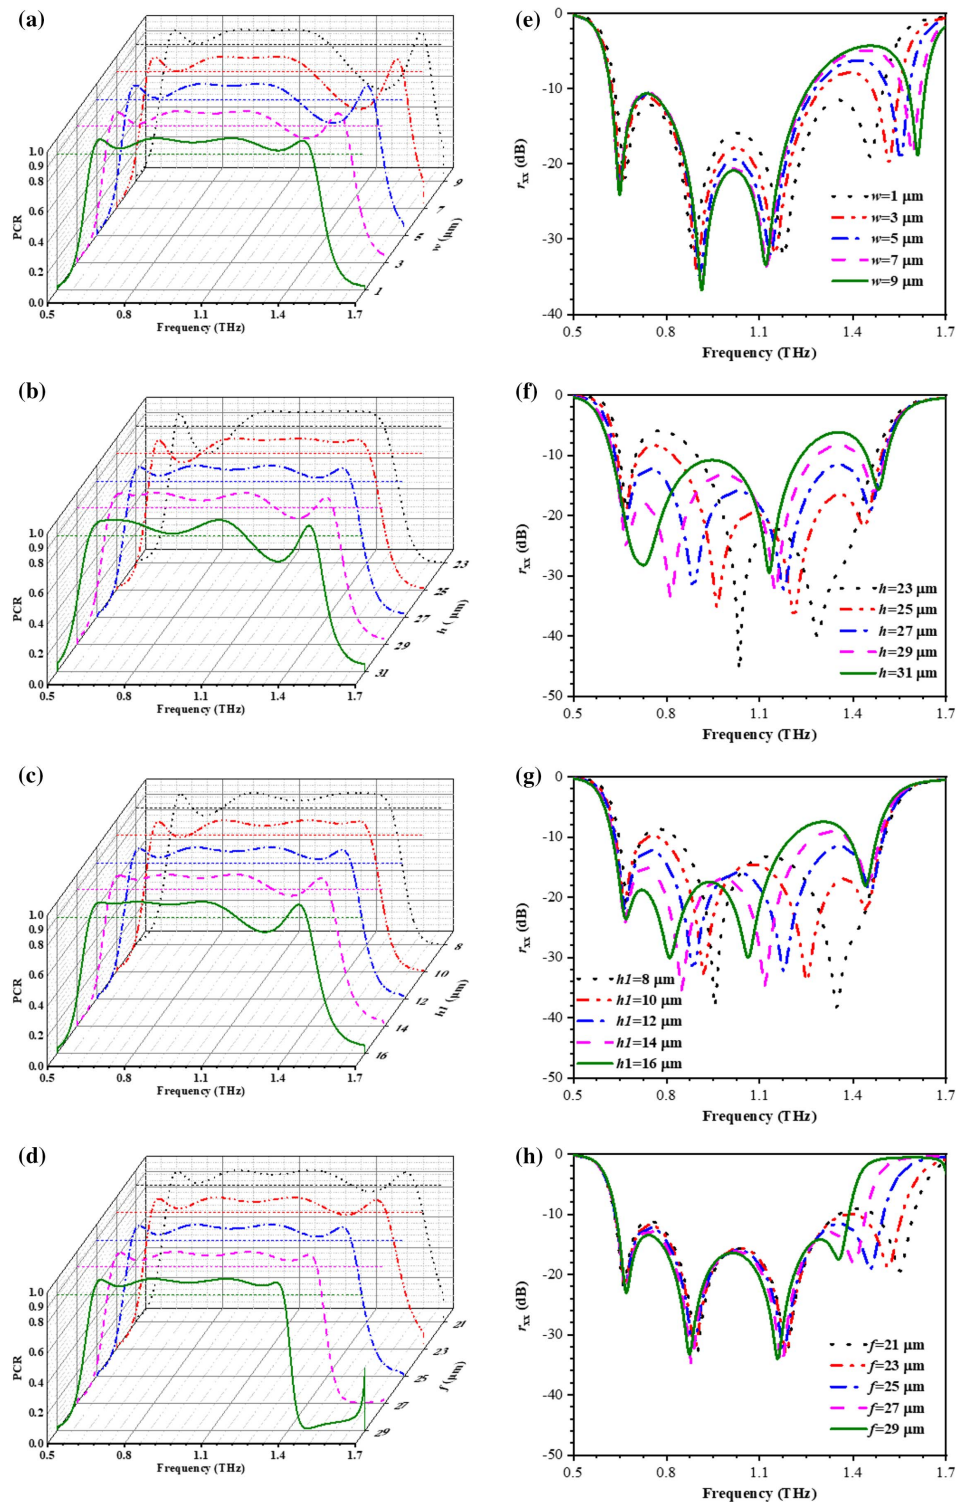 (a)
PCR
1.0
0.9
0.8
0.6
0.4
0.2
0.0
0.5
0.8
1.1
1.4
1.7
Frequency (THz)
1
3
5
7
9
w (μm)
(e)
rxx (dB)
0
-10
-20
-30
-40
0.5
0.8
1.1
1.4
1.7
Frequency (THz)
w=1 μm
w=3 μm
w=5 μm
w=7 μm
w=9 μm
(b)
PCR
1.0
0.9
0.8
0.6
0.4
0.2
0.0
0.5
0.8
1.1
1.4
1.7
Frequency (THz)
31
29
27
25
23
h (μm)
(f)
rxx (dB)
0
-10
-20
-30
-40
-50
0.5
0.8
1.1
1.4
1.7
Frequency (THz)
h=23 μm
h=25 μm
h=27 μm
h=29 μm
h=31 μm
(c)
PCR
1.0
0.9
0.8
0.6
0.4
0.2
0.0
0.5
0.8
1.1
1.4
1.7
Frequency (THz)
16
14
12
10
8
h1 (μm)
(g)
rxx (dB)
0
-10
-20
-30
-40
-50
0.5
0.8
1.1
1.4
1.7
Frequency (THz)
h1=8 μm
h1=10 μm
h1=12 μm
h1=14 μm
h1=16 μm
(d)
PCR
1.0
0.9
0.8
0.6
0.4
0.2
0.0
0.5
0.8
1.1
1.4
1.7
Frequency (THz)
29
27
25
23
21
f (μm)
(h)
rxx (dB)
0
-10
-20
-30
-40
-50
0.5
0.8
1.1
1.4
1.7
Frequency (THz)
f=21 μm
f=23 μm
f=25 μm
f=27 μm
f=29 μm